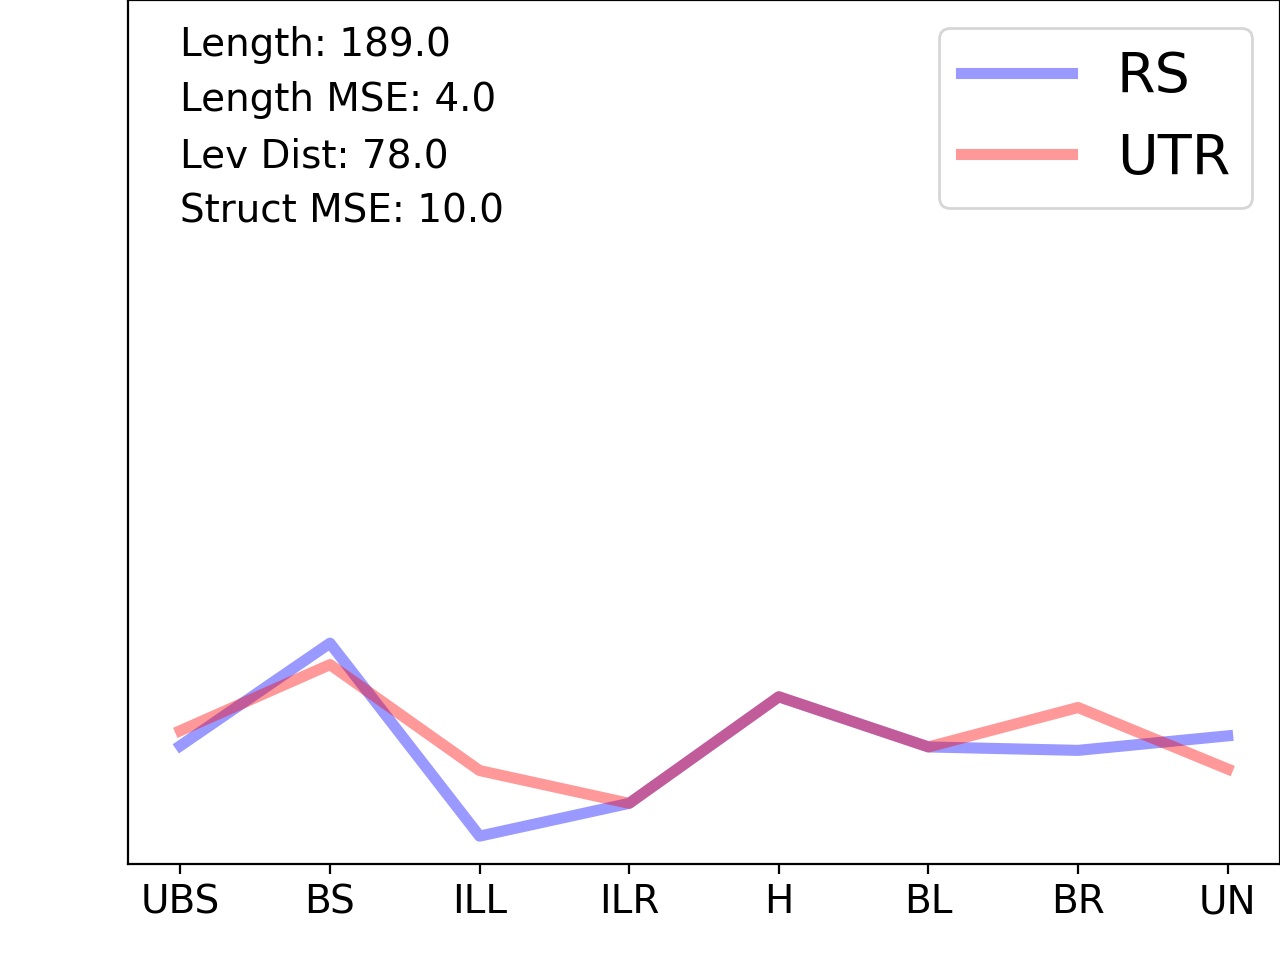 Length: 189.0
Length MSE: 4.0
Lev Dist: 78.0
Struct MSE: 10.0
RS
UTR
UBS BS ILL ILR H BL BR UN